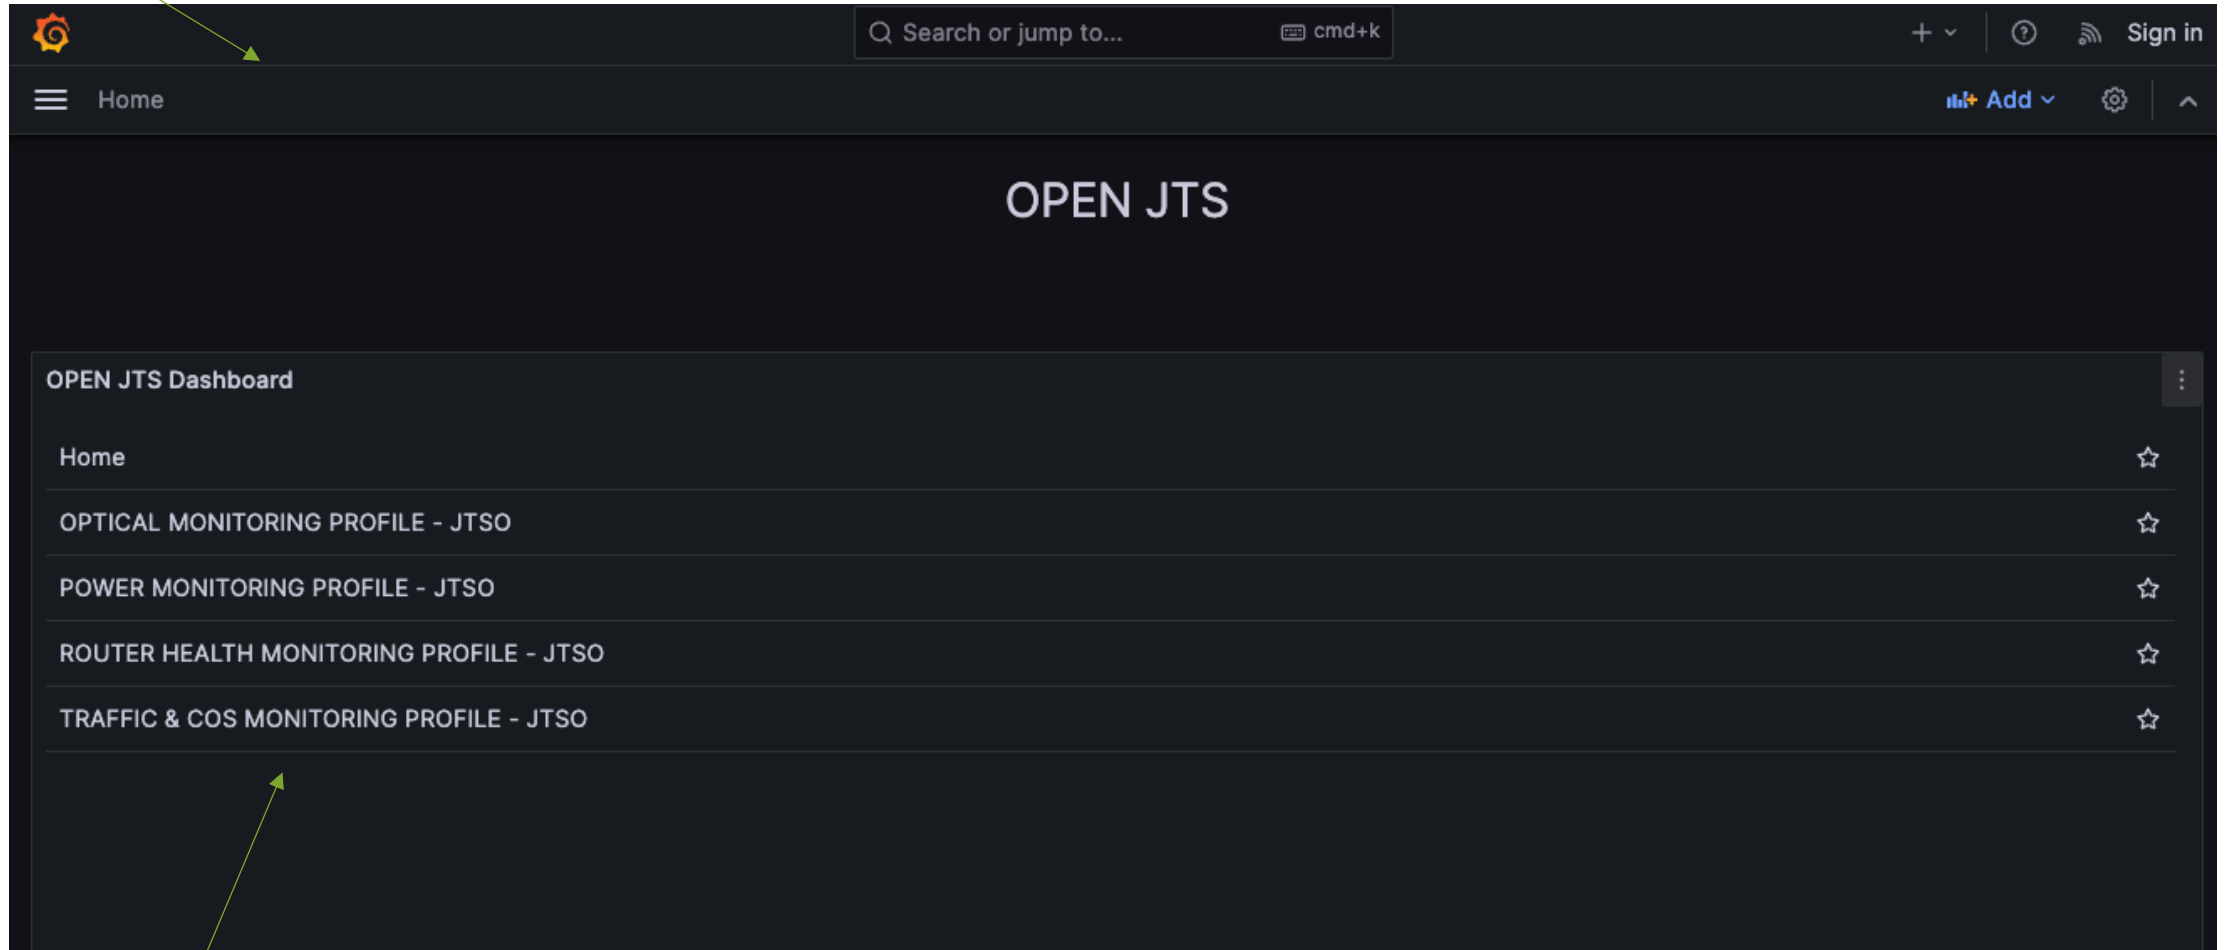 Search or jump to... cmd+k Sign in
Home Add
OPEN JTS
OPEN JTS Dashboard
Home
OPTICAL MONITORING PROFILE - JTSO
POWER MONITORING PROFILE - JTSO
ROUTER HEALTH MONITORING PROFILE - JTSO
TRAFFIC & COS MONITORING PROFILE - JTSO